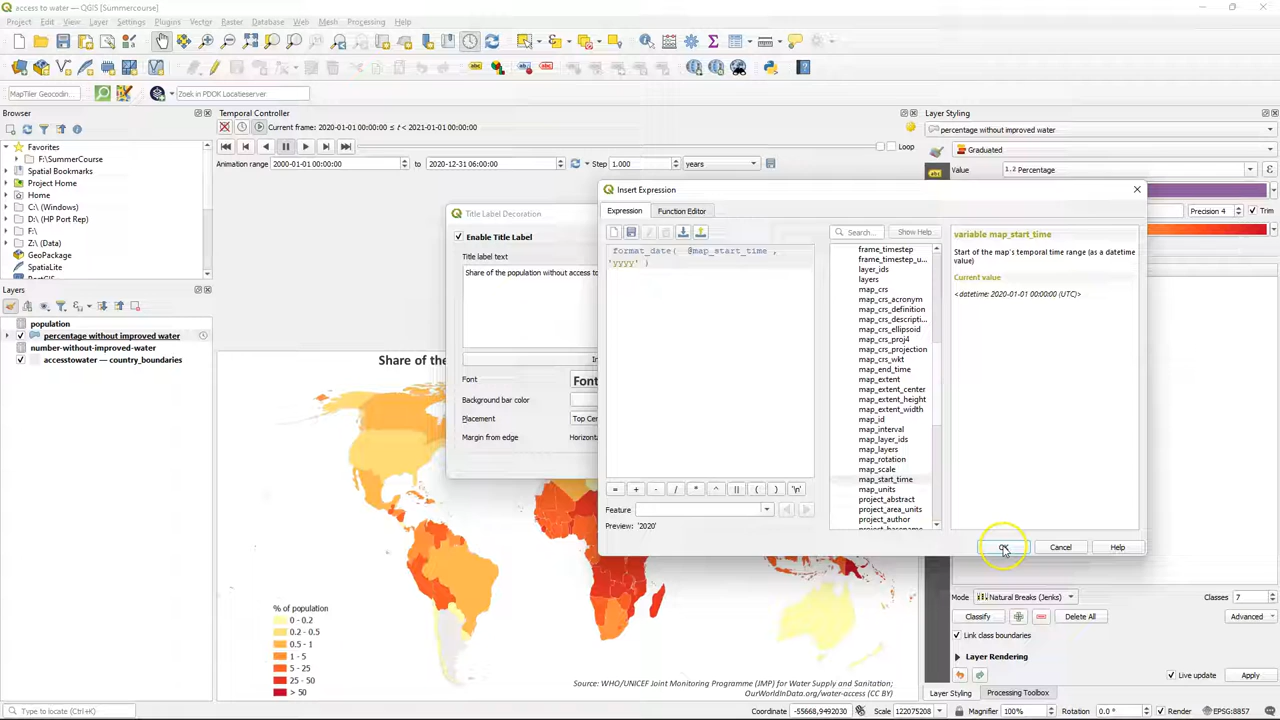 access to water — QGIS [Summercourse]
Project Edit View Layer Settings Plugins Vector Raster Database Web Mesh Processing Help
MapTiler Geocodin...
Zoek in PDOK Locatieserver
Browser
Favorites
F:\SummerCourse
Spatial Bookmarks
Project Home
Home
C:\ (Windows)
D:\ (HP Port Rep)
F:\
Z:\ (Data)
GeoPackage
SpatiaLite
Layers
population
percentage without improved water
number-without-improved-water
accesstowater — country_boundaries
Temporal Controller
Current frame: 2020-01-01 00:00:00 ≤ t < 2021-01-01 00:00:00
Loop
Animation range 2000-01-01 00:00:00 to 2020-12-31 06:00:00 Step 1.000 years
Title Label Decoration
Enable Title Label
Title label text
Share of the population without access to
Font
Font
Background bar color
Placement
Top Cen
Margin from edge
Horizonta
Share of the
% of population
0 - 0.2
0.2 - 0.5
0.5 - 1
1 - 5
5 - 25
25 - 50
> 50
Source: WHO/UNICEF Joint Monitoring Programme (JMP) for Water Supply and Sanitation;
OurWorldInData.org/water-access (CC BY)
Insert Expression
Expression Function Editor
Search... Show Help
format_date( @map_start_time ,
'yyyy' )
frame_timestep
frame_timestep_u...
layer_ids
layers
map_crs
map_crs_acronym
map_crs_definition
map_crs_descripti...
map_crs_ellipsoid
map_crs_proj4
map_crs_projection
map_crs_wkt
map_end_time
map_extent
map_extent_center
map_extent_height
map_extent_width
map_id
map_interval
map_layer_ids
map_layers
map_rotation
map_scale
map_start_time
map_units
project_abstract
project_area_units
project_author
variable map_start_time
Start of the map's temporal time range (as a datetime
value)
Current value
<datetime: 2020-01-01 00:00:00 (UTC)>
= + - / * ^ || ( ) '\n'
Feature
Preview: '2020'
OK Cancel Help
Layer Styling
percentage without improved water
Graduated
Value 1.2 Percentage
Precision 4 Trim
Mode Natural Breaks (Jenks) Classes 7
Classify Delete All Advanced
Link class boundaries
Layer Rendering
Live update Apply
Layer Styling Processing Toolbox
Type to locate (Ctrl+K)
Coordinate -55668,9492030 Scale 122075208 Magnifier 100% Rotation 0.0 ° Render EPSG:8857